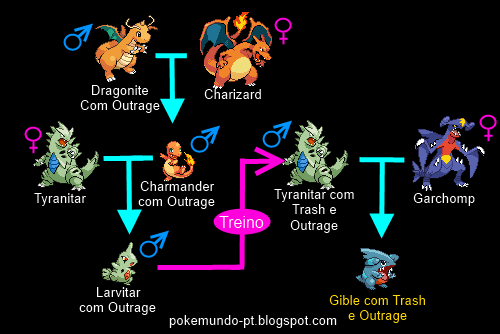 Dragonite
Com Outrage
Charizard
Tyranitar
Charmander
com Outrage
Tyranitar com
Trash e
Outrage
Garchomp
Treino
Larvitar
com Outrage
Gible com Trash
e Outrage
pokemundo-pt.blogspot.com